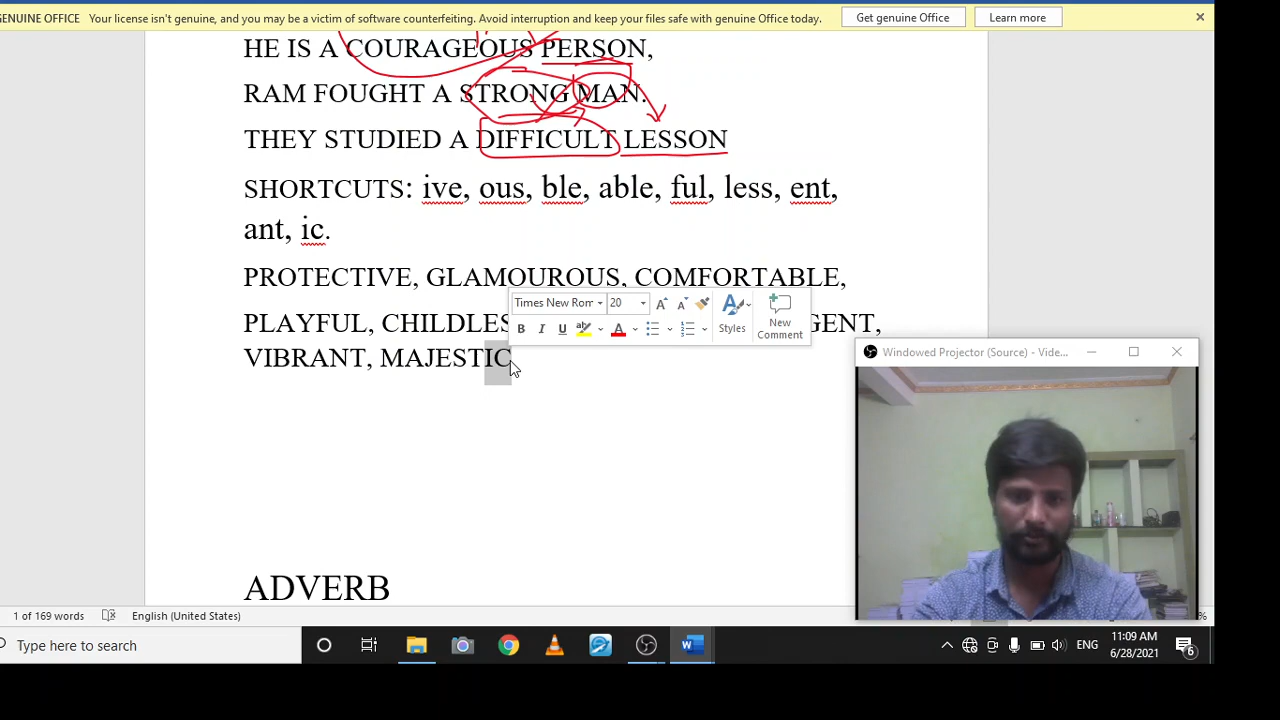 GENUINE OFFICE Your license isn't genuine, and you may be a victim of software counterfeiting. Avoid interruption and keep your files safe with genuine Office today. Get genuine Office Learn more
HE IS A COURAGEOUS PERSON,
RAM FOUGHT A STRONG MAN.
THEY STUDIED A DIFFICULT LESSON
SHORTCUTS: ive, ous, ble, able, ful, less, ent,
ant, ic.
PROTECTIVE, GLAMOUROUS, COMFORTABLE,
Times New Ror 20
Styles New
Comment
PLAYFUL, CHILDLES GENT,
VIBRANT, MAJESTIC
Windowed Projector (Source) - Vide...
ADVERB
1 of 169 words English (United States) %
Type here to search ENG 11:09 AM
6/28/2021 6